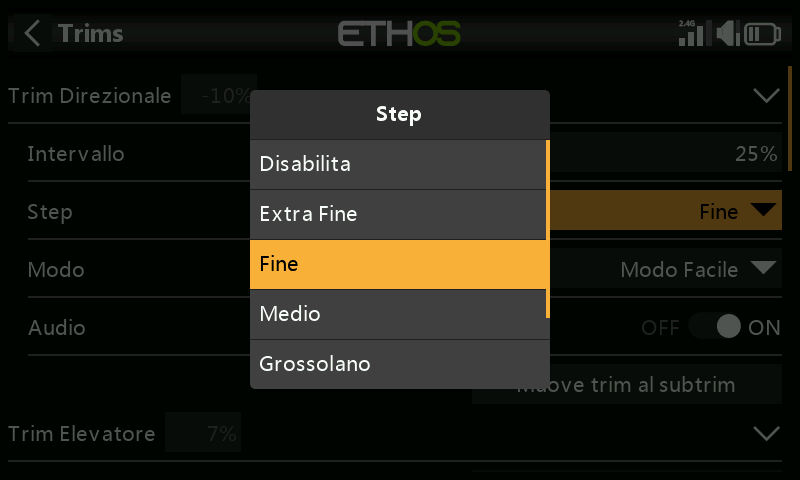 Trims
ETHOS
2.4G
Trim Direzionale -10%
Step
Intervallo 25%
Disabilita
Extra Fine
Step Fine
Fine
Modo Modo Facile
Medio
Audio OFF ON
Grossolano
Muove trim al subtrim
Trim Elevatore 7%